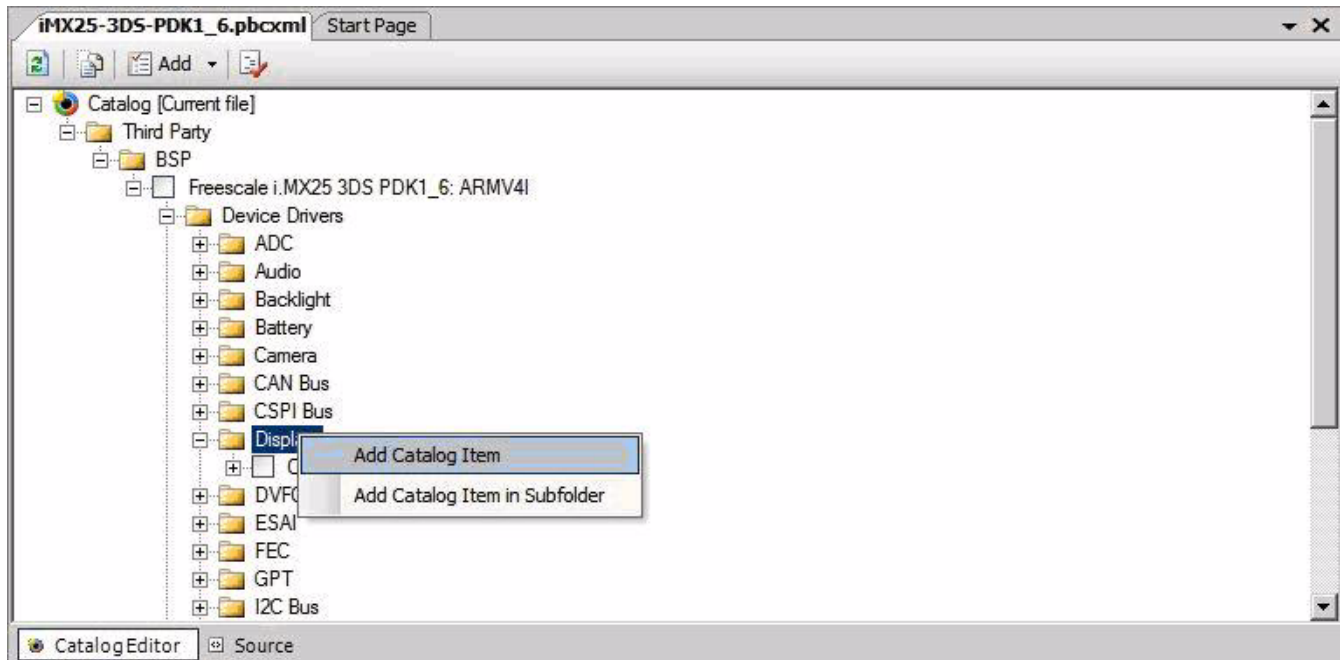 iMX25-3DS-PDK1_6.pbcxml Start Page
Add
Catalog [Current file]
Third Party
BSP
Freescale i.MX25 3DS PDK1_6: ARMV4I
Device Drivers
ADC
Audio
Backlight
Battery
Camera
CAN Bus
CSPI Bus
Add Catalog Item
Add Catalog Item in Subfolder
ESAI
FEC
GPT
I2C Bus
CatalogEditor Source